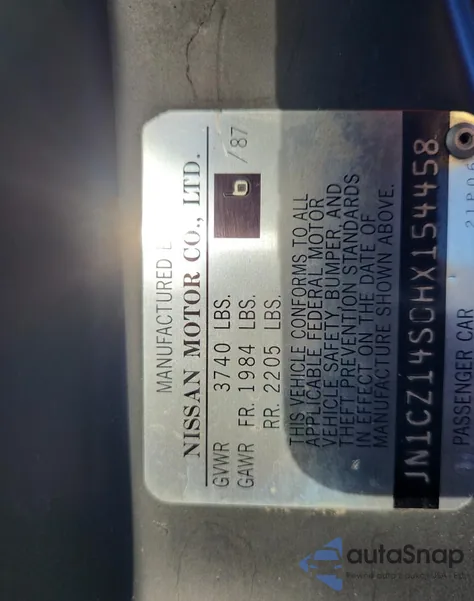 MANUFACTURED
NISSAN MOTOR CO., LTD.
6 /87
GVWR 3740 LBS.
GAWR FR. 1984 LBS.
RR. 2205 LBS.
THIS VEHICLE CONFORMS TO ALL
APPLICABLE FEDERAL MOTOR
VEHICLE SAFETY, BUMPER, AND
THEFT PREVENTION STANDARDS
IN EFFECT ON THE DATE OF
MANUFACTURE SHOWN ABOVE.
JN1CZ14S0HX154458
PASSENGER CAR
autoSnap